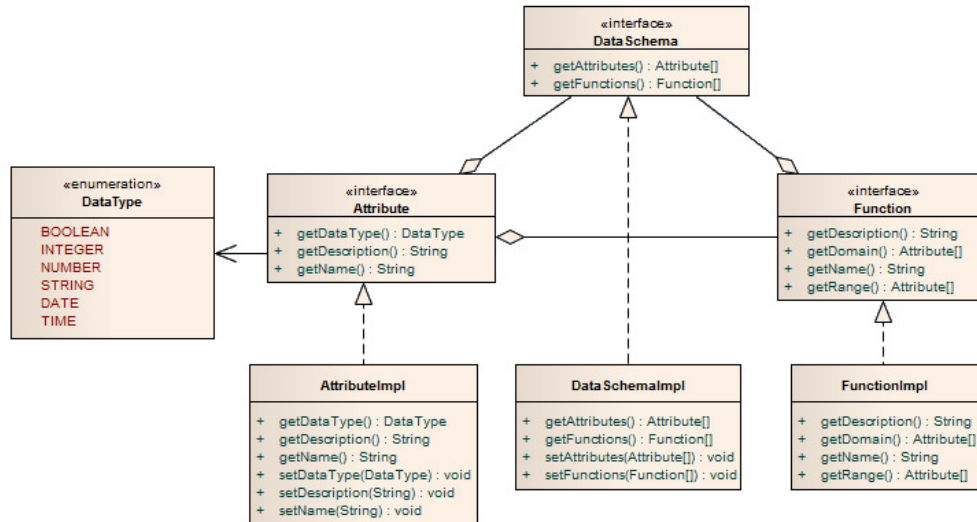 «interface»
DataSchema
+ getAttributes() : Attribute[]
+ getFunctions() : Function[]
«enumeration»
DataType
BOOLEAN
INTEGER
NUMBER
STRING
DATE
TIME
«interface»
Attribute
+ getDataType() : DataType
+ getDescription() : String
+ getName() : String
«interface»
Function
+ getDescription() : String
+ getDomain() : Attribute[]
+ getName() : String
+ getRange() : Attribute[]
AttributeImpl
+ getDataType() : DataType
+ getDescription() : String
+ getName() : String
+ setDataType(DataType) : void
+ setDescription(String) : void
+ setName(String) : void
DataSchemaImpl
+ getAttributes() : Attribute[]
+ getFunctions() : Function[]
+ setAttributes(Attribute[]) : void
+ setFunctions(Function[]) : void
FunctionImpl
+ getDescription() : String
+ getDomain() : Attribute[]
+ getName() : String
+ getRange() : Attribute[]